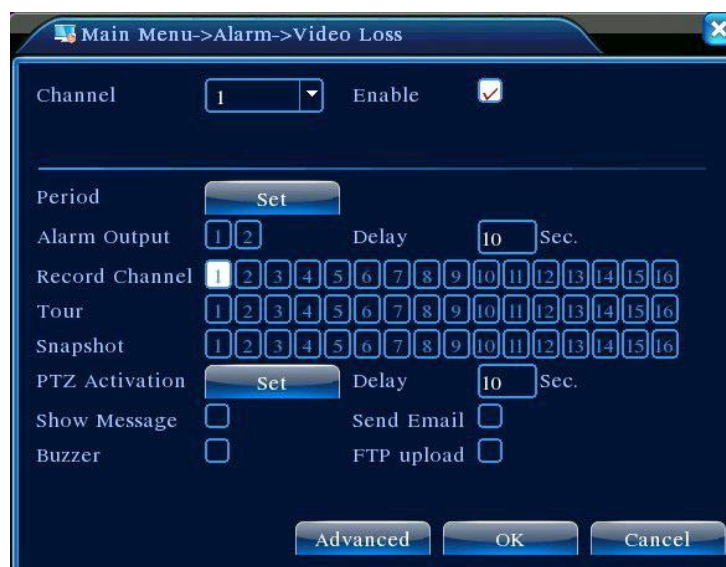 Main Menu->Alarm->Video Loss
Channel 1 Enable
Period Set
Alarm Output 1 2 Delay 10 Sec.
Record Channel 1 2 3 4 5 6 7 8 9 10 11 12 13 14 15 16
Tour 1 2 3 4 5 6 7 8 9 10 11 12 13 14 15 16
Snapshot 1 2 3 4 5 6 7 8 9 10 11 12 13 14 15 16
PTZ Activation Set Delay 10 Sec.
Show Message Send Email
Buzzer FTP upload
Advanced OK Cancel